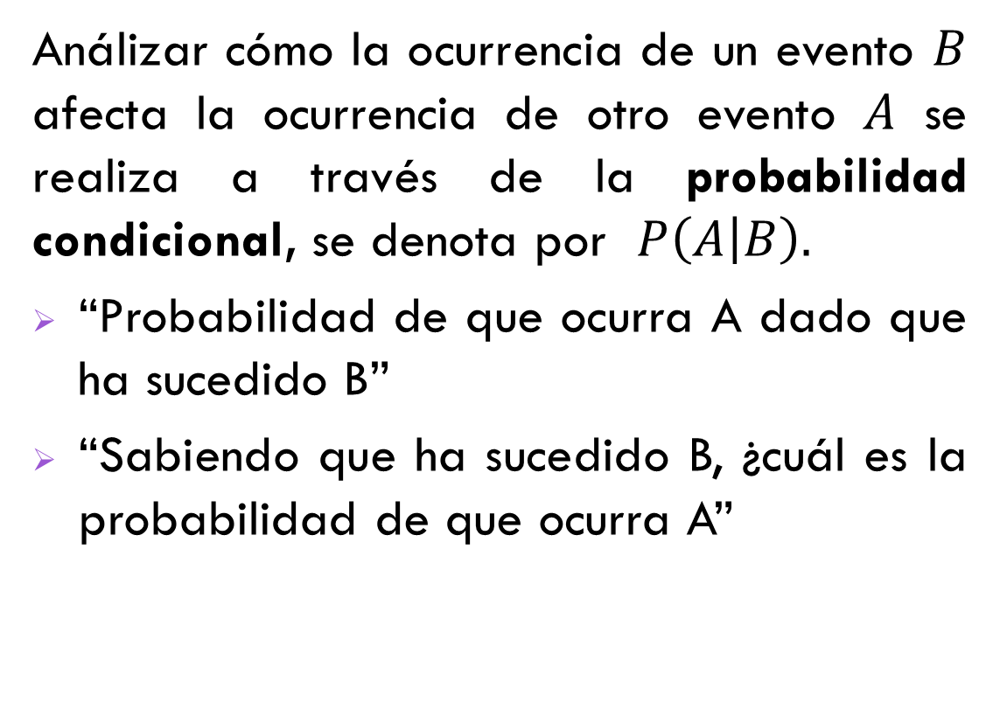 Análizar cómo la ocurrencia de un evento B
afecta la ocurrencia de otro evento A se
realiza a través de la probabilidad
condicional, se denota por P(A|B).
➢ “Probabilidad de que ocurra A dado que
ha sucedido B”
➢ “Sabiendo que ha sucedido B, ¿cuál es la
probabilidad de que ocurra A”